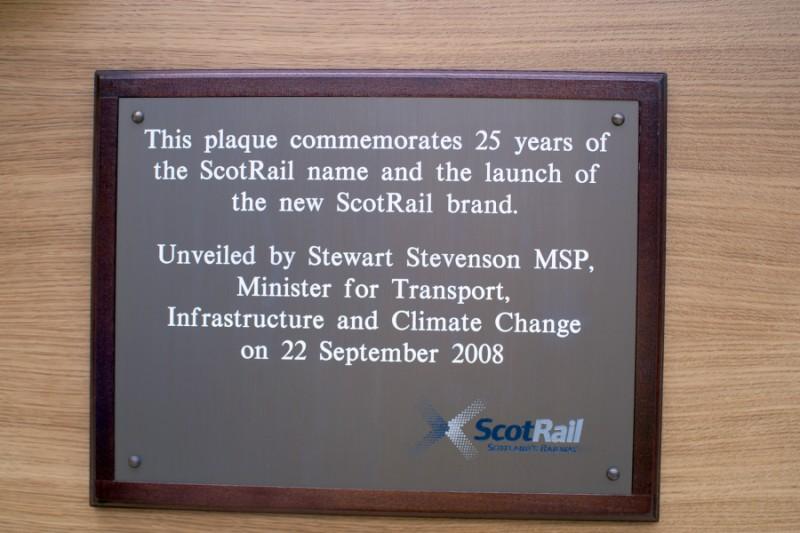 This plaque commemorates 25 years of
the ScotRail name and the launch of
the new ScotRail brand.
Unveiled by Stewart Stevenson MSP,
Minister for Transport,
Infrastructure and Climate Change
on 22 September 2008
ScotRail
SCOTLAND'S RAILWAY